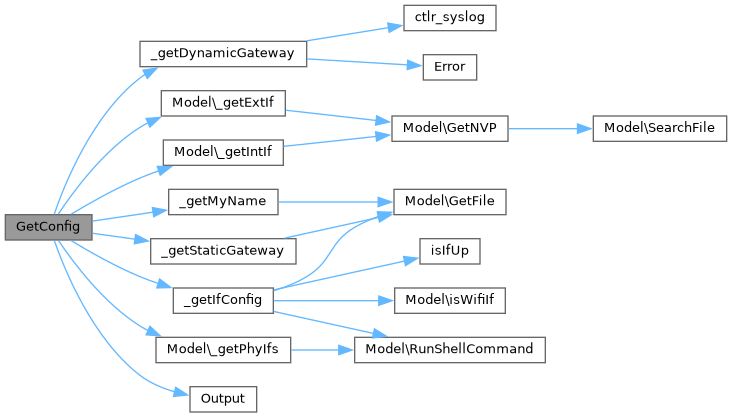 GetConfig
_getDynamicGateway
ctlr_syslog
Error
Model\_getExtIf
Model\GetNVP
Model\SearchFile
Model\_getIntIf
_getMyName
Model\GetFile
_getStaticGateway
_getIfConfig
isIfUp
Model\isWifiIf
Model\RunShellCommand
Model\_getPhyIfs
Output